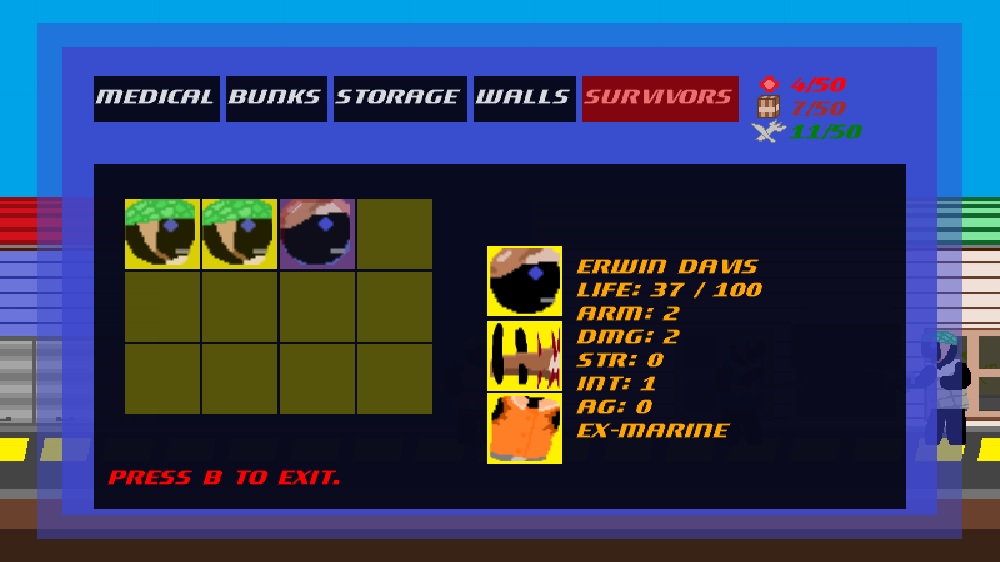 MEDICAL BUNKS STORAGE WALLS SURVIVORS
4/50
7/50
11/50
ERWIN DAVIS
LIFE: 37 / 100
ARM: 2
DMG: 2
STR: 0
INT: 1
AG: 0
EX-MARINE
PRESS B TO EXIT.